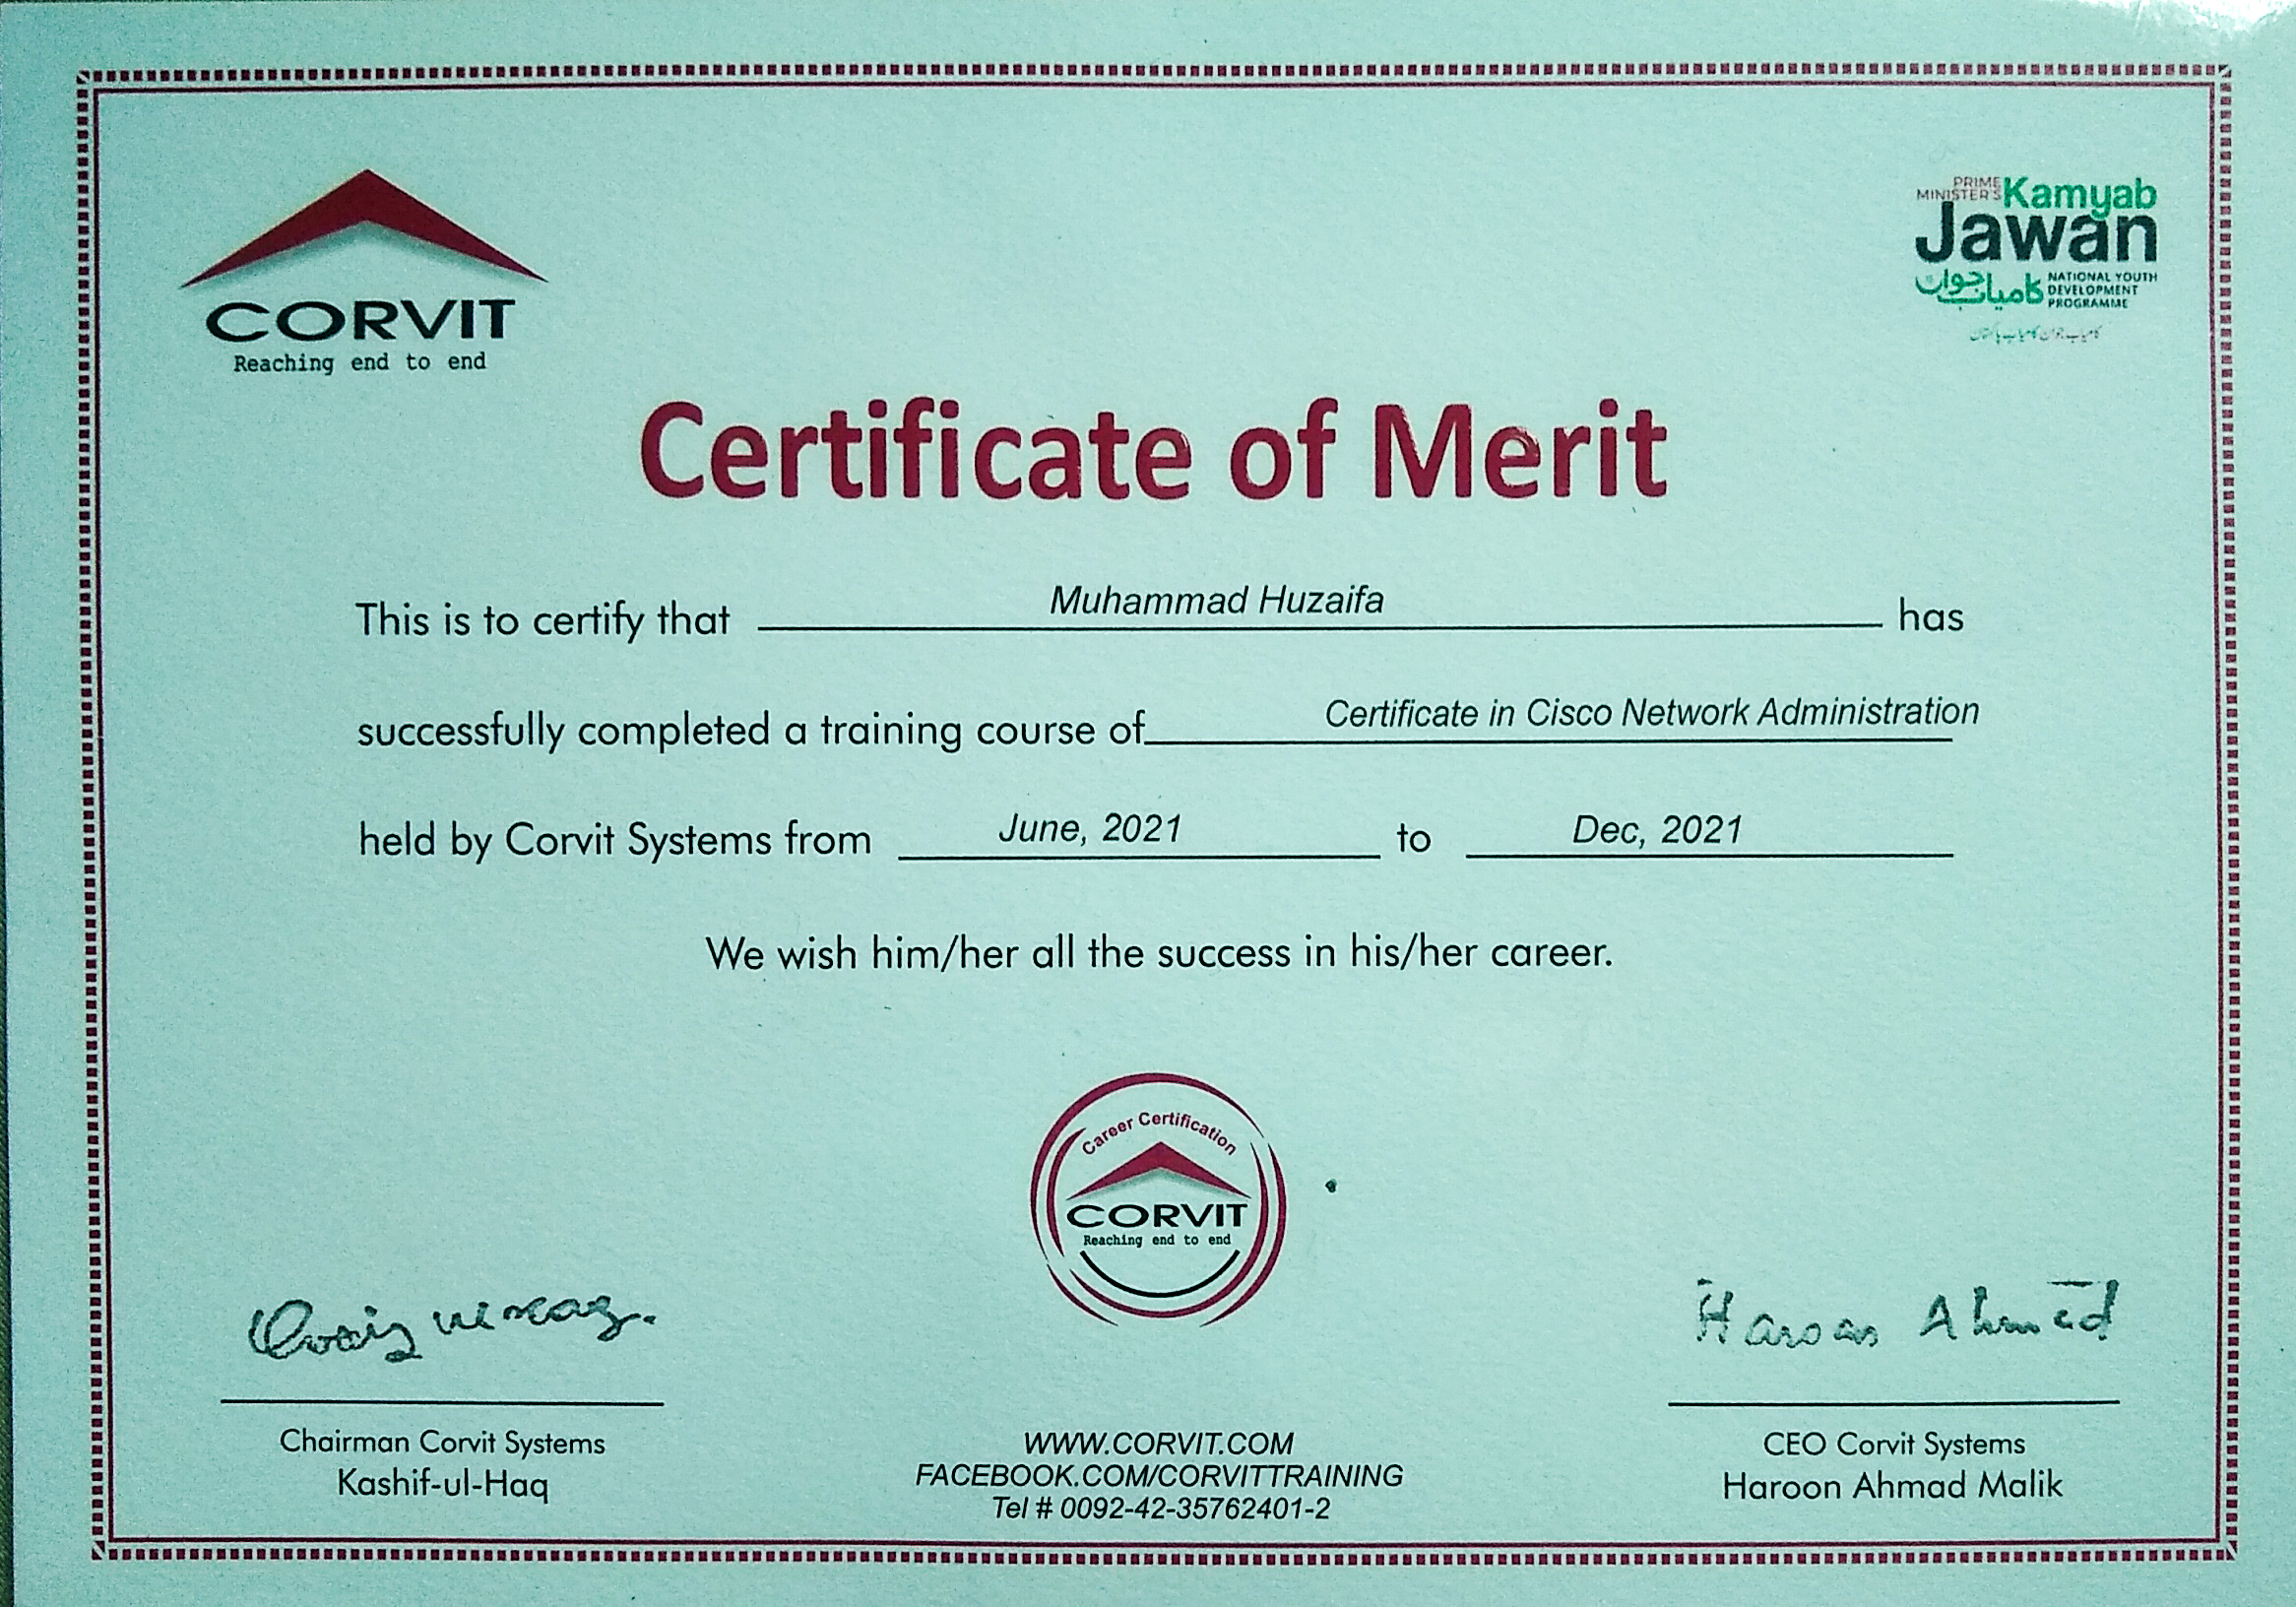 CORVIT
Reaching end to end
PRIME MINISTER'S Kamyab
Jawan
کامیاب جوان
NATIONAL YOUTH
DEVELOPMENT
PROGRAMME
کامیاب جوان کامیاب پاکستان
Certificate of Merit
This is to certify that Muhammad Huzaifa has
successfully completed a training course of Certificate in Cisco Network Administration
held by Corvit Systems from June, 2021 to Dec, 2021
We wish him/her all the success in his/her career.
Career Certification
CORVIT
Reaching end to end
Haroon Ahmed
Chairman Corvit Systems
Kashif-ul-Haq
WWW.CORVIT.COM
FACEBOOK.COM/CORVITTRAINING
Tel # 0092-42-35762401-2
CEO Corvit Systems
Haroon Ahmad Malik